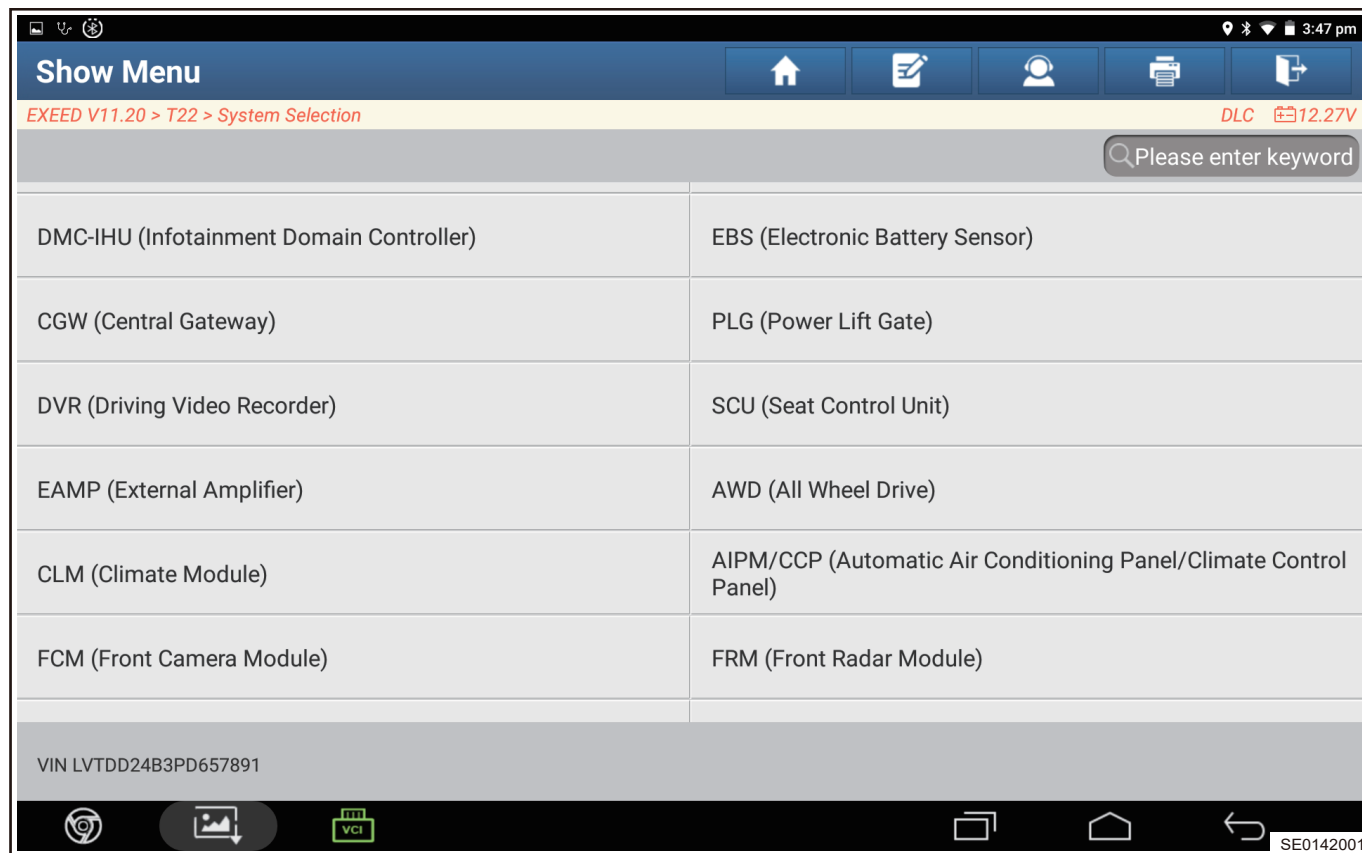 3:47 pm
Show Menu
EXEED V11.20 > T22 > System Selection
DLC 12.27V
Please enter keyword
DMC-IHU (Infotainment Domain Controller)
EBS (Electronic Battery Sensor)
CGW (Central Gateway)
PLG (Power Lift Gate)
DVR (Driving Video Recorder)
SCU (Seat Control Unit)
EAMP (External Amplifier)
AWD (All Wheel Drive)
CLM (Climate Module)
AIPM/CCP (Automatic Air Conditioning Panel/Climate Control
Panel)
FCM (Front Camera Module)
FRM (Front Radar Module)
VIN LVTDD24B3PD657891
VCI
SE0142001